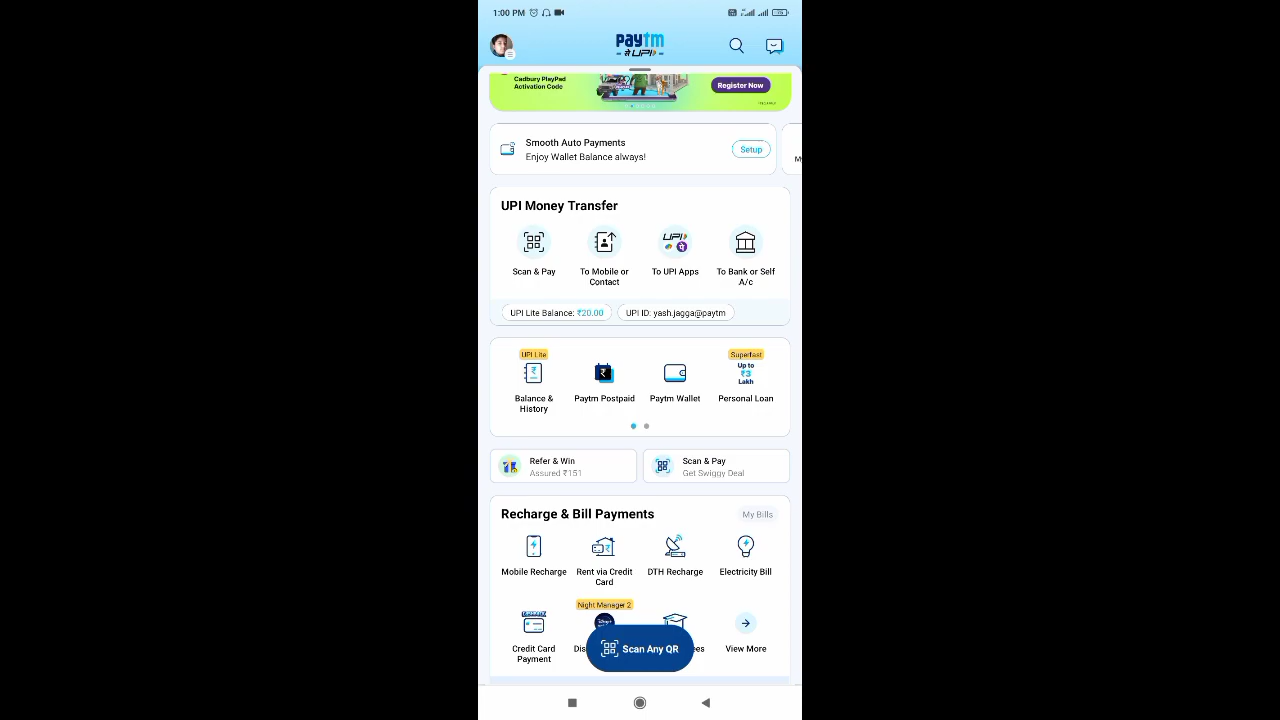 1:00 PM
paytm
UPI
Cadbury PlayPad
Activation Code
Register Now
Smooth Auto Payments
Enjoy Wallet Balance always!
Setup
UPI Money Transfer
UPI
Scan & Pay
To Mobile or
Contact
To UPI Apps
To Bank or Self
A/c
UPI Lite Balance: ₹20.00
UPI ID: yash.jagga@paytm
UPI Lite
Superfast
Up to
₹3
Lakh
Balance &
History
Paytm Postpaid
Paytm Wallet
Personal Loan
Refer & Win
Assured ₹151
Scan & Pay
Get Swiggy Deal
Recharge & Bill Payments
My Bills
Mobile Recharge
Rent via Credit
Card
DTH Recharge
Electricity Bill
Night Manager 2
Credit Card
Payment
Dis
ees
View More
Scan Any QR